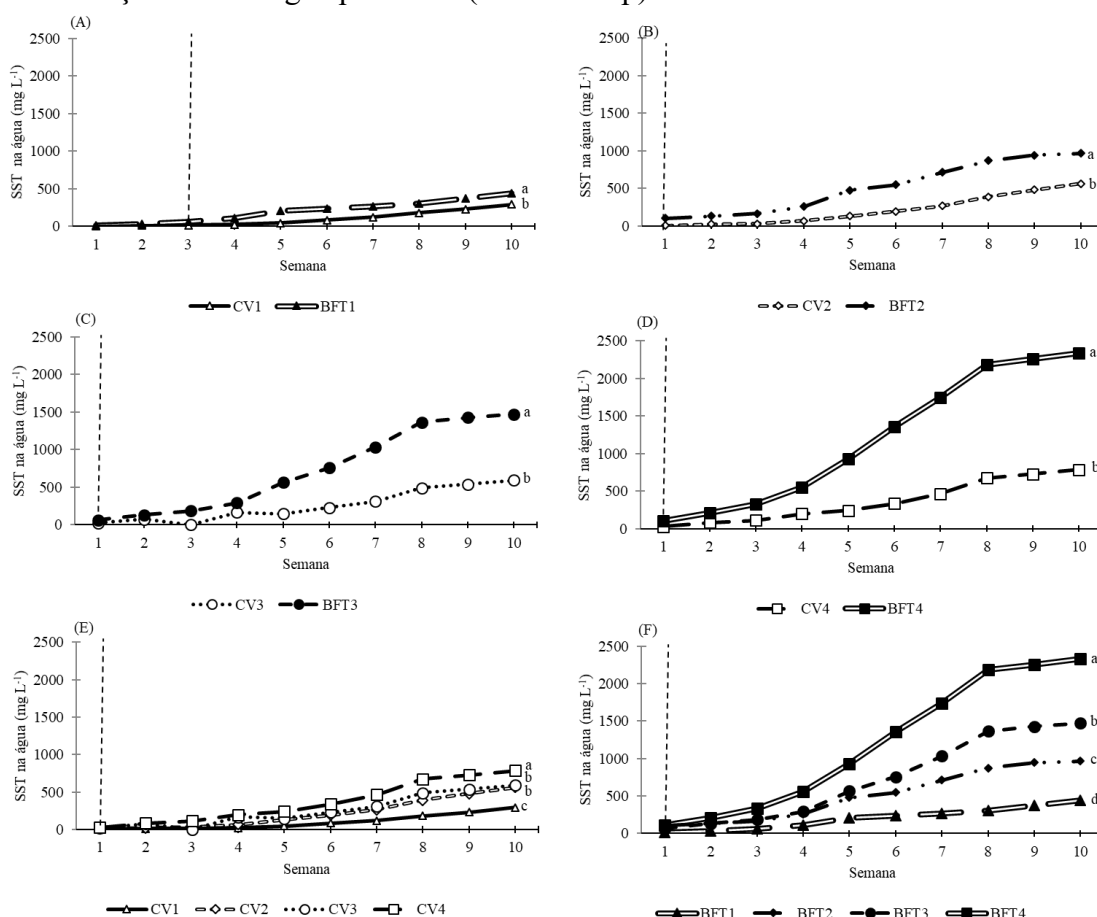 (A)
SST na água (mg L-1)
2500
2000
1500
1000
500
0
a
b
1 2 3 4 5 6 7 8 9 10
Semana
CV1 BFT1
(B)
SST na água (mg L-1)
2500
2000
1500
1000
500
0
a
b
1 2 3 4 5 6 7 8 9 10
Semana
CV2 BFT2
(C)
SST na água (mg L-1)
2500
2000
1500
1000
500
0
a
b
1 2 3 4 5 6 7 8 9 10
Semana
CV3 BFT3
(D)
SST na água (mg L-1)
2500
2000
1500
1000
500
0
a
b
1 2 3 4 5 6 7 8 9 10
Semana
CV4 BFT4
(E)
SST na água (mg L-1)
2500
2000
1500
1000
500
0
a
b
b
c
1 2 3 4 5 6 7 8 9 10
Semana
CV1 CV2 CV3 CV4
(F)
SST na água (mg L-1)
2500
2000
1500
1000
500
0
a
b
c
d
1 2 3 4 5 6 7 8 9 10
Semana
BFT1 BFT2 BFT3 BFT4